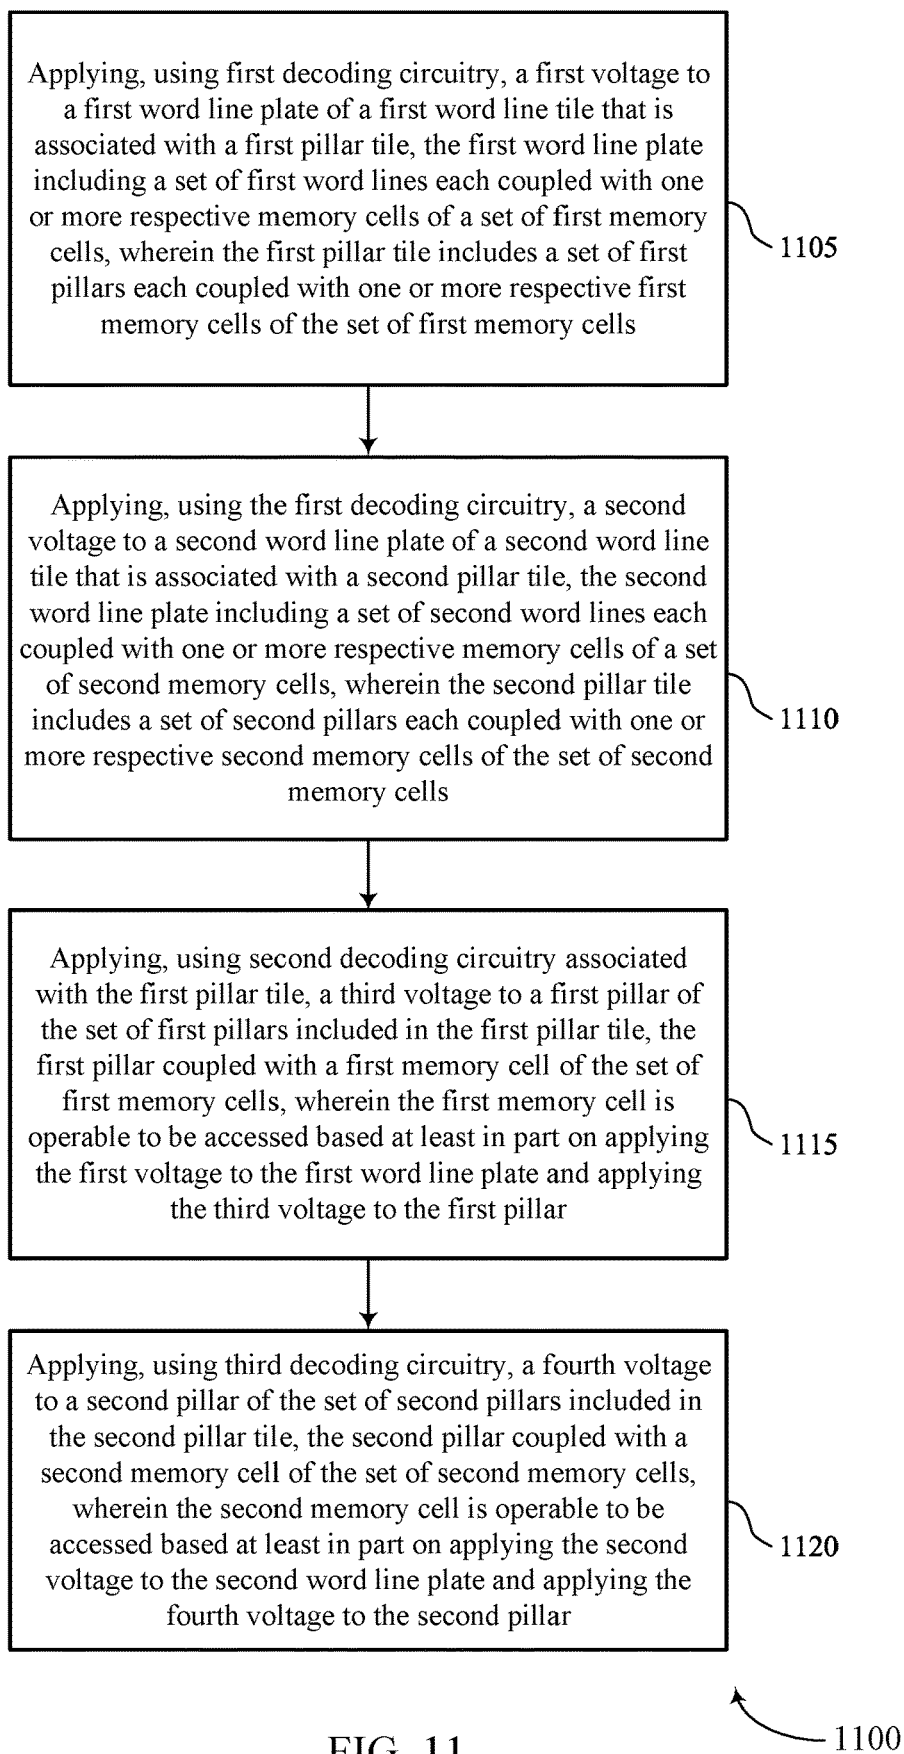 Applying, using first decoding circuitry, a first voltage to
a first word line plate of a first word line tile that is
associated with a first pillar tile, the first word line plate
including a set of first word lines each coupled with one
or more respective memory cells of a set of first memory
cells, wherein the first pillar tile includes a set of first
pillars each coupled with one or more respective first
memory cells of the set of first memory cells
1105
Applying, using the first decoding circuitry, a second
voltage to a second word line plate of a second word line
tile that is associated with a second pillar tile, the second
word line plate including a set of second word lines each
coupled with one or more respective memory cells of a set
of second memory cells, wherein the second pillar tile
includes a set of second pillars each coupled with one or
more respective second memory cells of the set of second
memory cells
1110
Applying, using second decoding circuitry associated
with the first pillar tile, a third voltage to a first pillar of
the set of first pillars included in the first pillar tile, the
first pillar coupled with a first memory cell of the set of
first memory cells, wherein the first memory cell is
operable to be accessed based at least in part on applying
the first voltage to the first word line plate and applying
the third voltage to the first pillar
1115
Applying, using third decoding circuitry, a fourth voltage
to a second pillar of the set of second pillars included in
the second pillar tile, the second pillar coupled with a
second memory cell of the set of second memory cells,
wherein the second memory cell is operable to be
accessed based at least in part on applying the second
voltage to the second word line plate and applying the
fourth voltage to the second pillar
1120
1100
FIG. 11